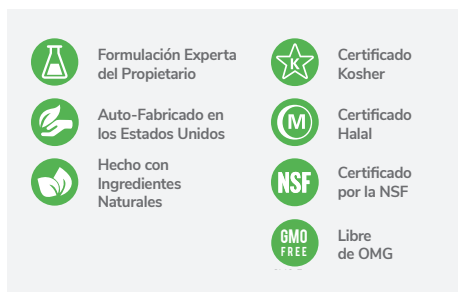 Formulación Experta
del Propietario
Auto-Fabricado en
los Estados Unidos
Hecho con
Ingredientes
Naturales
K
Certificado
Kosher
M
Certificado
Halal
NSF
Certificado
por la NSF
GMO
FREE
Libre
de OMG